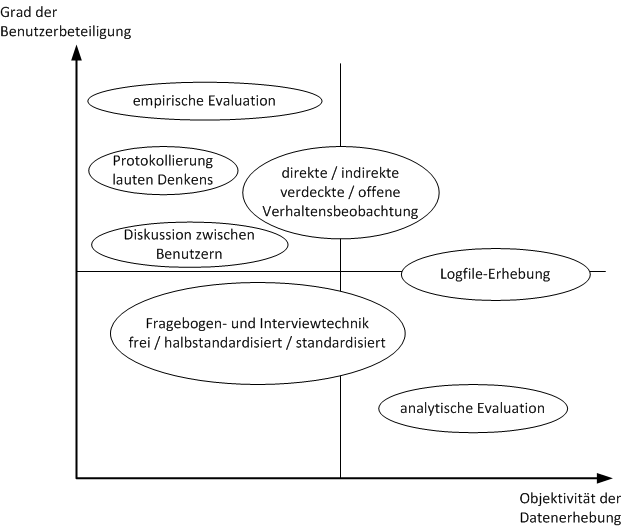 Grad der
Benutzerbeteiligung
empirische Evaluation
Protokollierung
lauten Denkens
direkte / indirekte
verdeckte / offene
Verhaltensbeobachtung
Diskussion zwischen
Benutzern
Logfile-Erhebung
Fragebogen- und Interviewtechnik
frei / halbstandardisiert / standardisiert
analytische Evaluation
Objektivität der
Datenerhebung